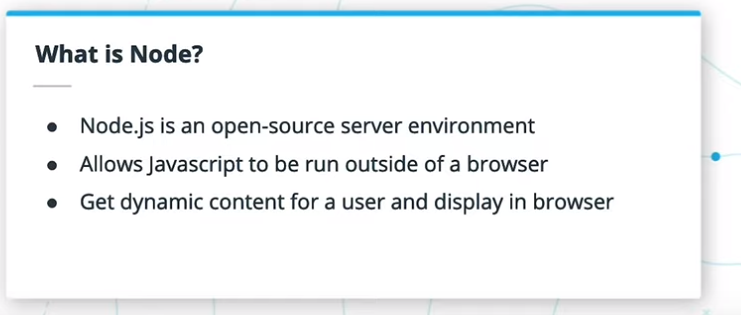 What is Node?
● Node.js is an open-source server environment
● Allows Javascript to be run outside of a browser
● Get dynamic content for a user and display in browser